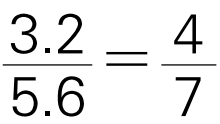 3.2/5.6 = 4/7